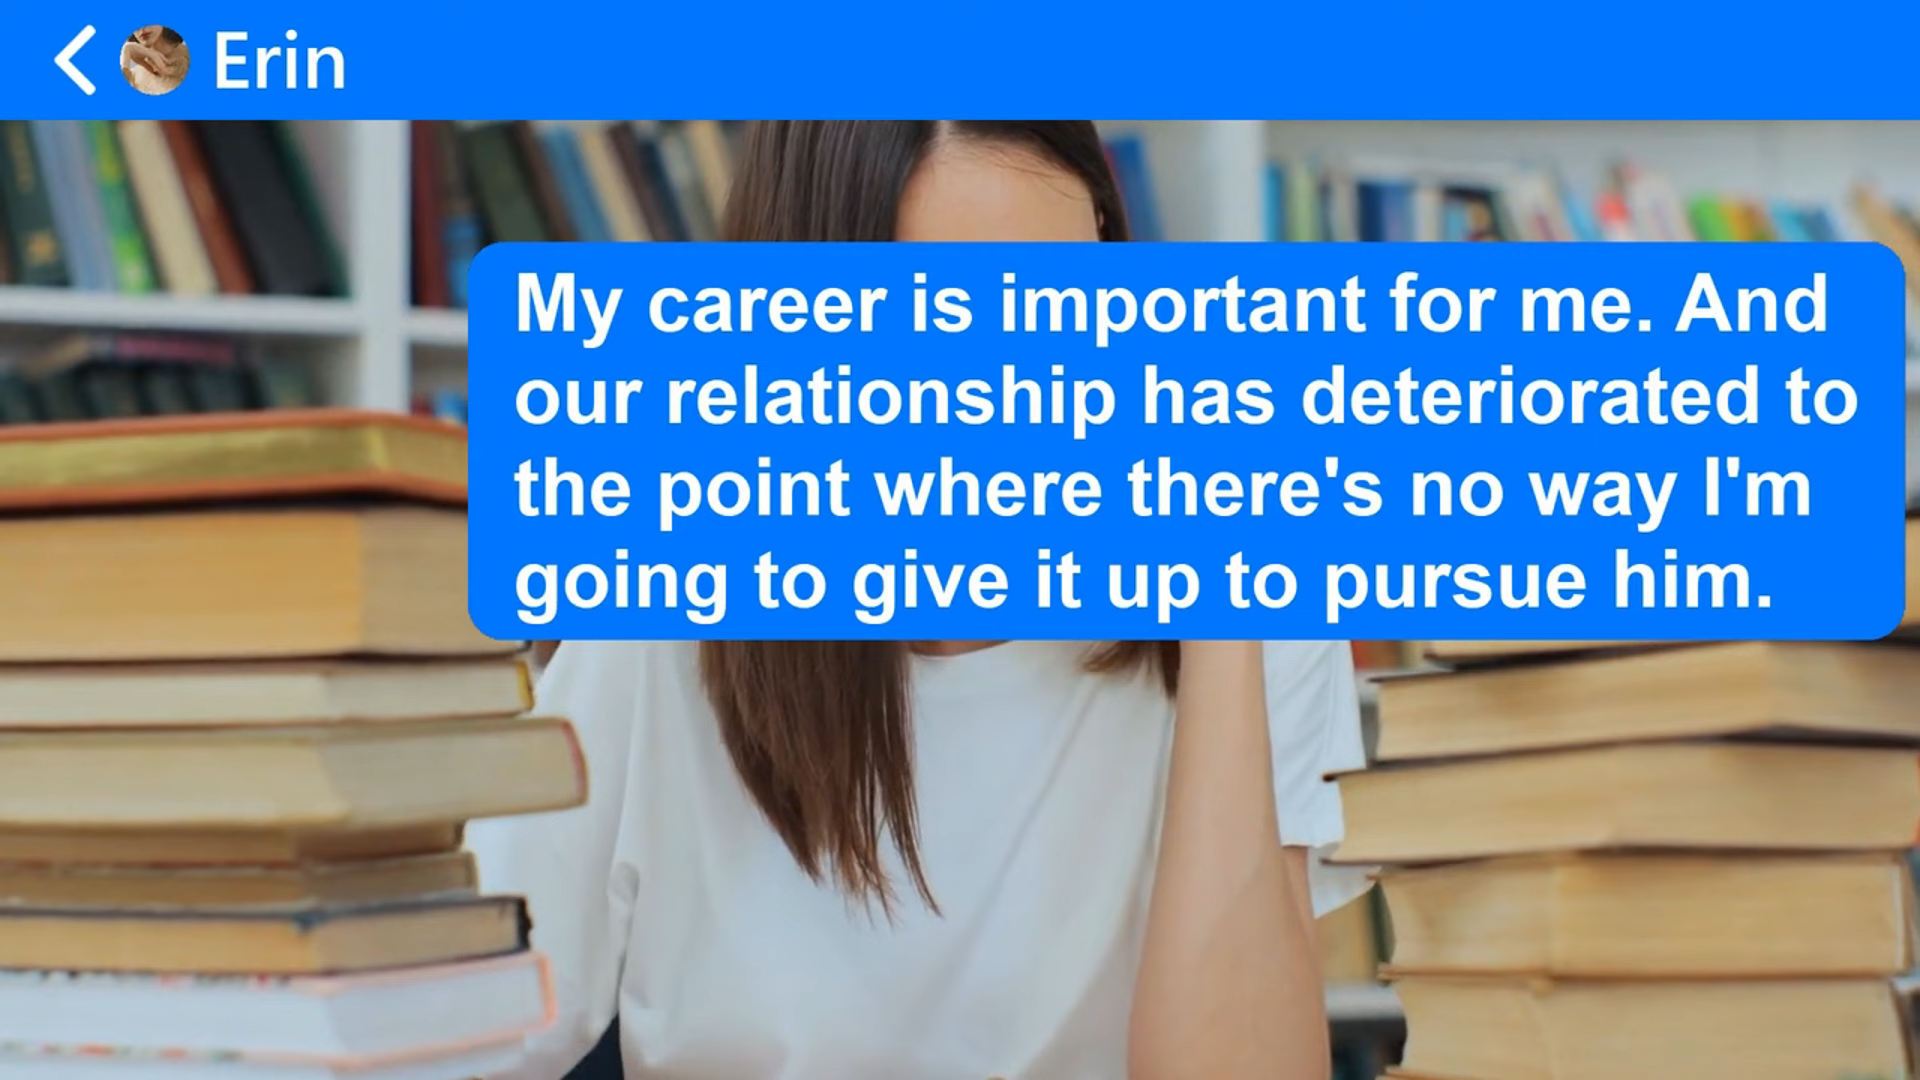 Erin
My career is important for me. And
our relationship has deteriorated to
the point where there's no way I'm
going to give it up to pursue him.